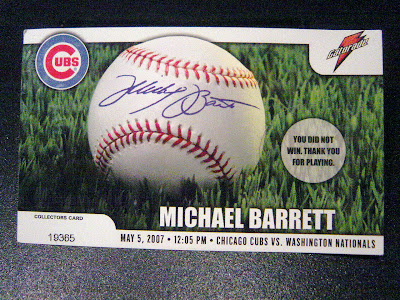 CUBS
Gatorade
YOU DID NOT
WIN. THANK YOU
FOR PLAYING.
MICHAEL BARRETT
COLLECTORS CARD
19365
MAY 5, 2007 • 12:05 PM • CHICAGO CUBS VS. WASHINGTON NATIONALS